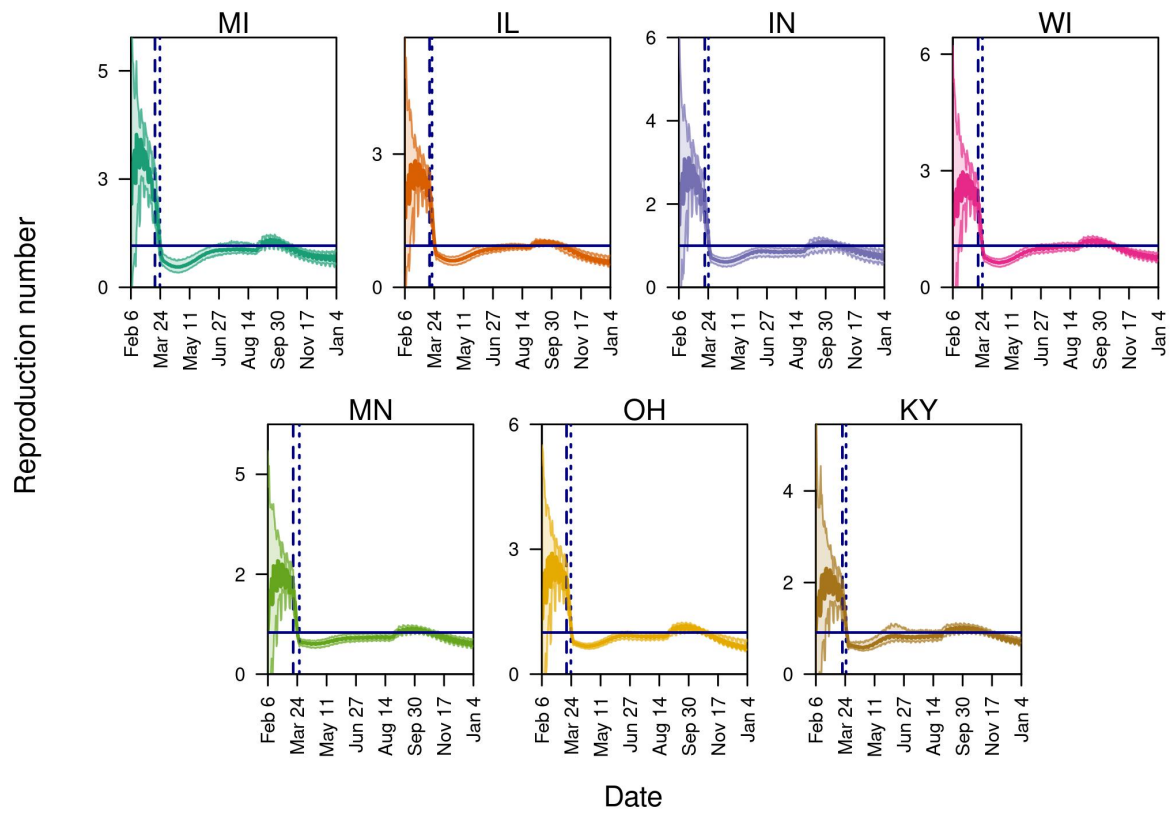 MI IL IN WI
5 3 0
3 0
6 4 2 0
6 3 0
Feb 6 Mar 24 May 11 Jun 27 Aug 14 Sep 30 Nov 17 Jan 4
Feb 6 Mar 24 May 11 Jun 27 Aug 14 Sep 30 Nov 17 Jan 4
Feb 6 Mar 24 May 11 Jun 27 Aug 14 Sep 30 Nov 17 Jan 4
Feb 6 Mar 24 May 11 Jun 27 Aug 14 Sep 30 Nov 17 Jan 4
Reproduction number
MN OH KY
5 2 0
6 3 0
4 2 0
Feb 6 Mar 24 May 11 Jun 27 Aug 14 Sep 30 Nov 17 Jan 4
Feb 6 Mar 24 May 11 Jun 27 Aug 14 Sep 30 Nov 17 Jan 4
Feb 6 Mar 24 May 11 Jun 27 Aug 14 Sep 30 Nov 17 Jan 4
Date